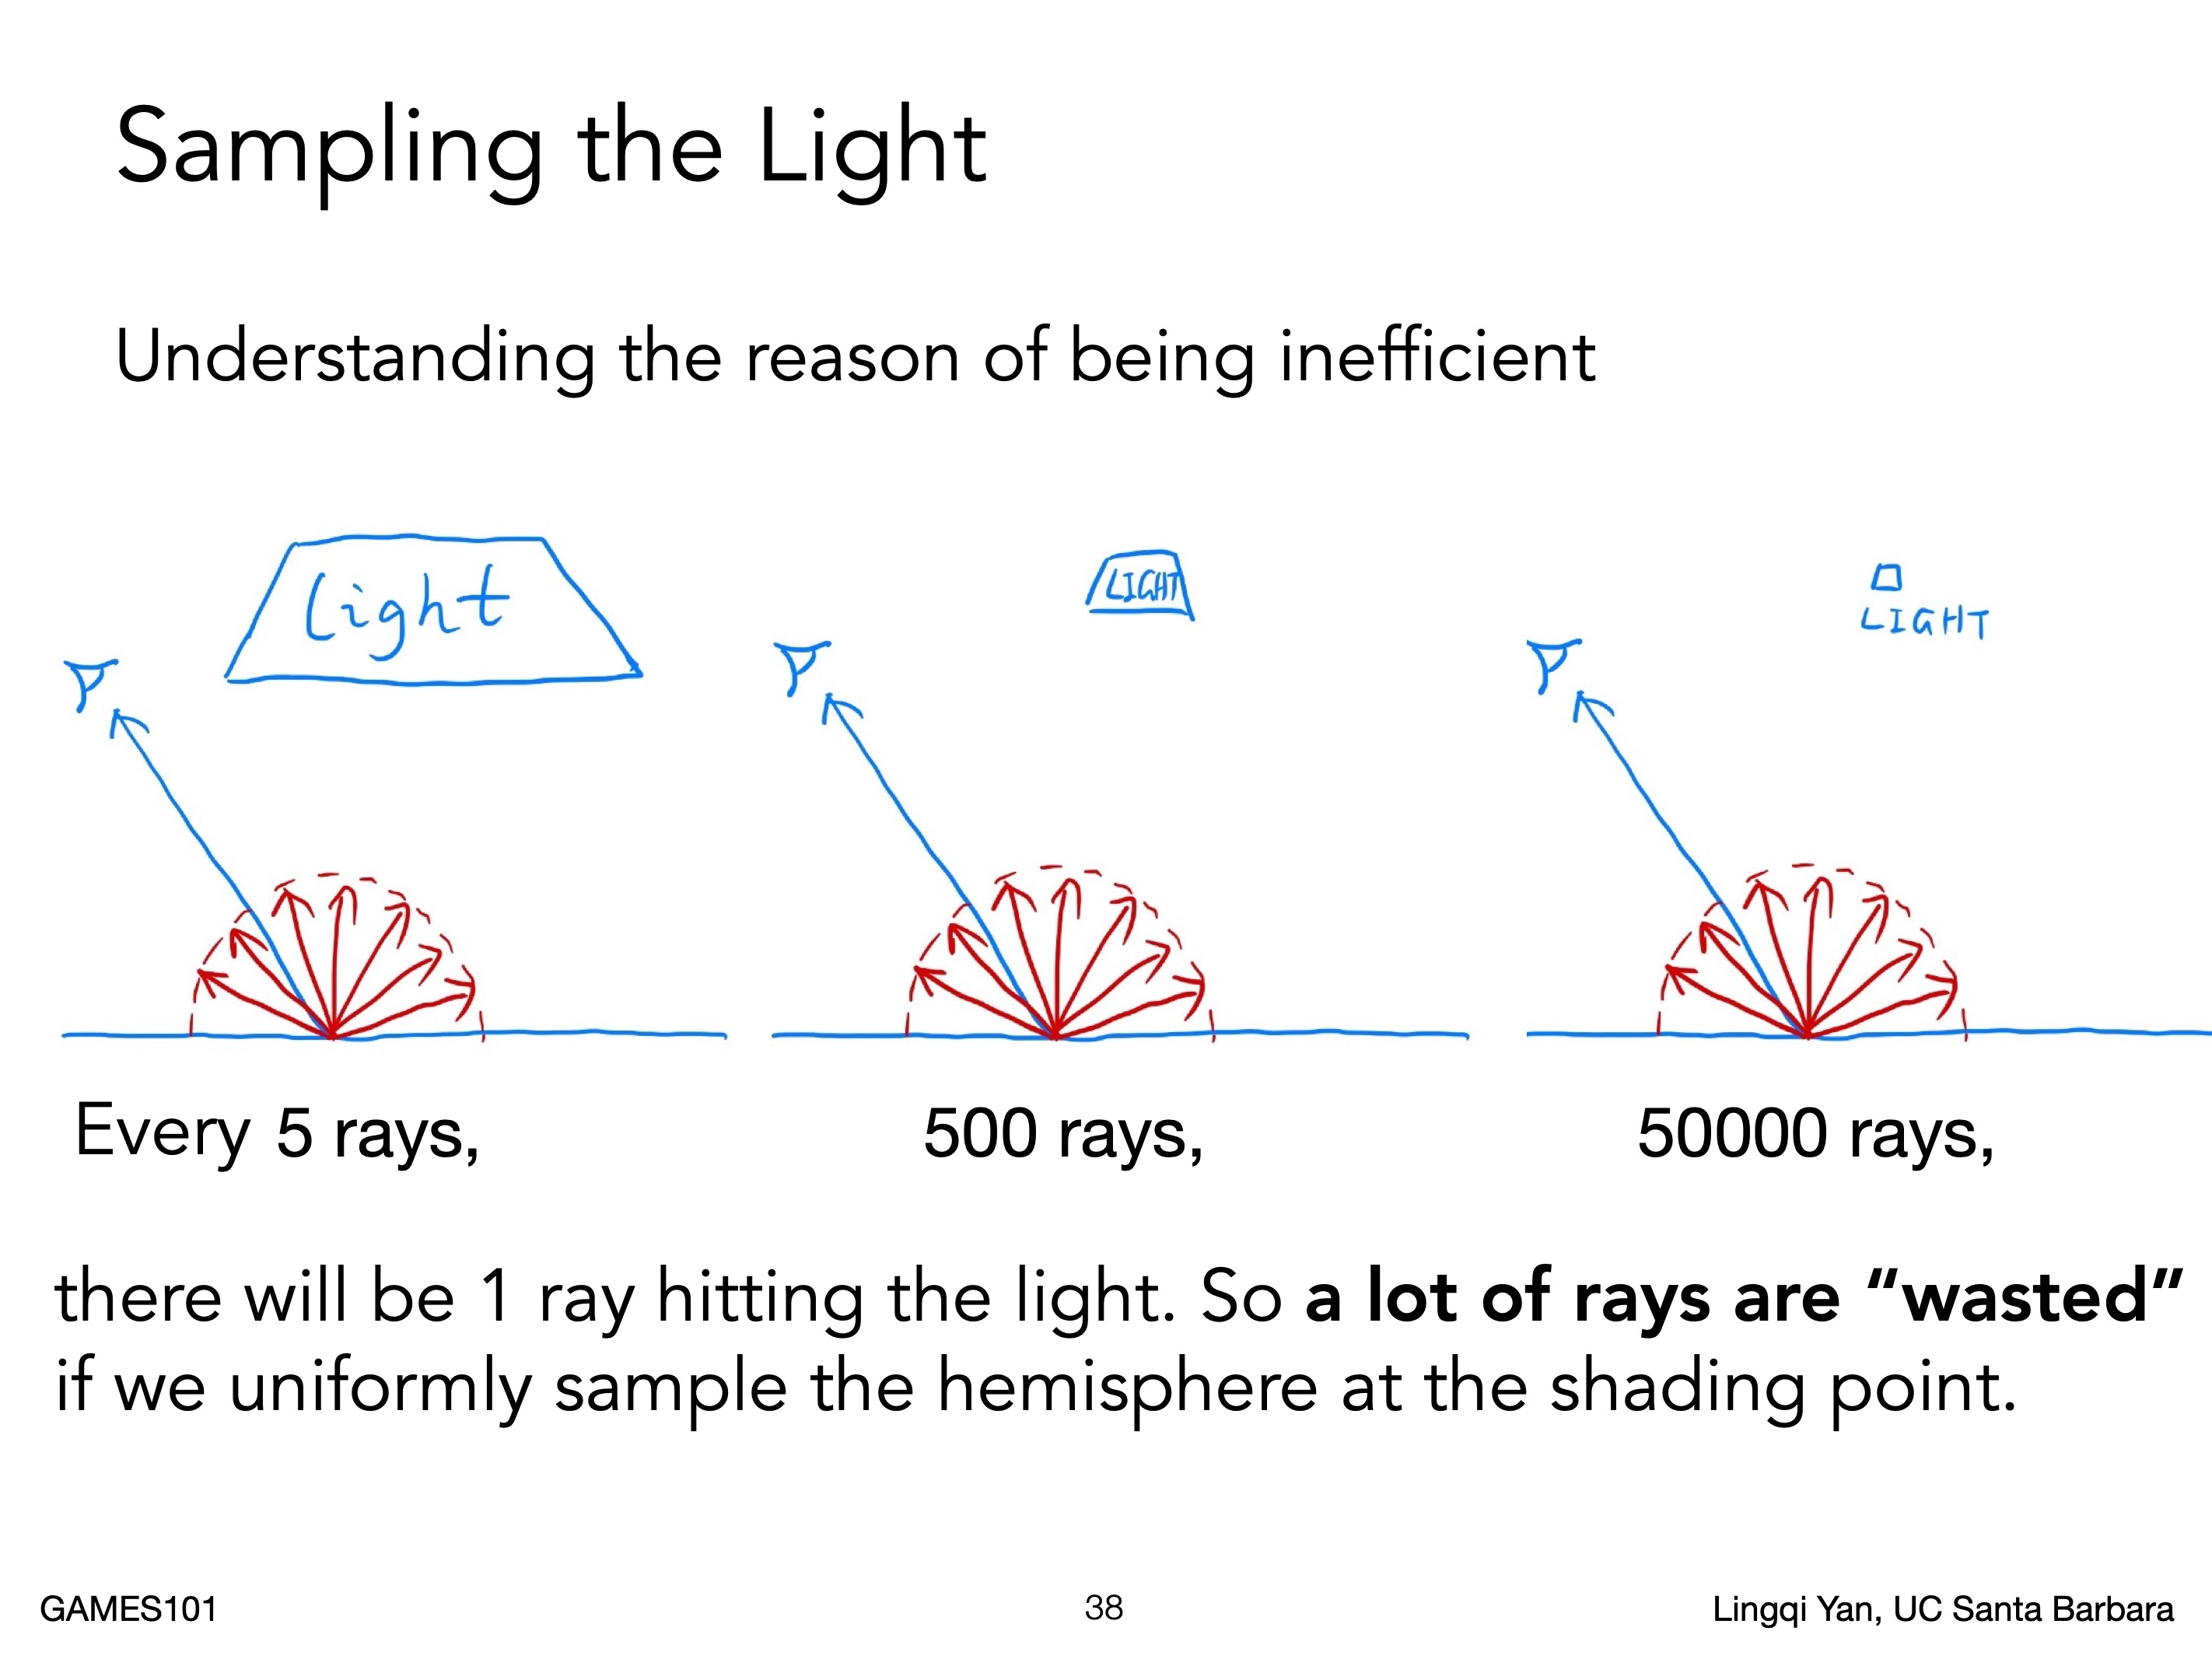 Sampling the Light
Understanding the reason of being inefficient
Light
LIGHT
LIGHT
Every 5 rays,
500 rays,
50000 rays,
there will be 1 ray hitting the light. So a lot of rays are “wasted”
if we uniformly sample the hemisphere at the shading point.
GAMES101
38
Lingqi Yan, UC Santa Barbara